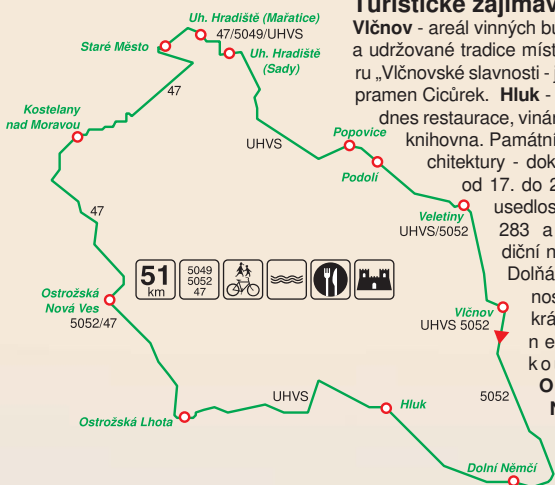 Turistické zajímav
Vlčnov - areál vinných bu
a udržované tradice míst
ru „Vlčnovské slavnosti - j
pramen Cicůrek. Hluk -
dnes restaurace, vinár
knihovna. Památni
chitektury - dok
od 17. do 2
usedlos
283 a
diční n
Dolňá
nos
krá
n e
k o
O
N
Uh. Hradiště (Mařatice)
47/5049/UHVS
Staré Město
Uh. Hradiště
(Sady)
47
Kostelany
nad Moravou
UHVS
Popovice
Podolí
Veletiny
UHVS/5052
47
51
km
5049
5052
47
Ostrožská
Nová Ves
5052/47
Vlčnov
UHVS 5052
5052
UHVS
Hluk
Ostrožská Lhota
Dolní Němčí